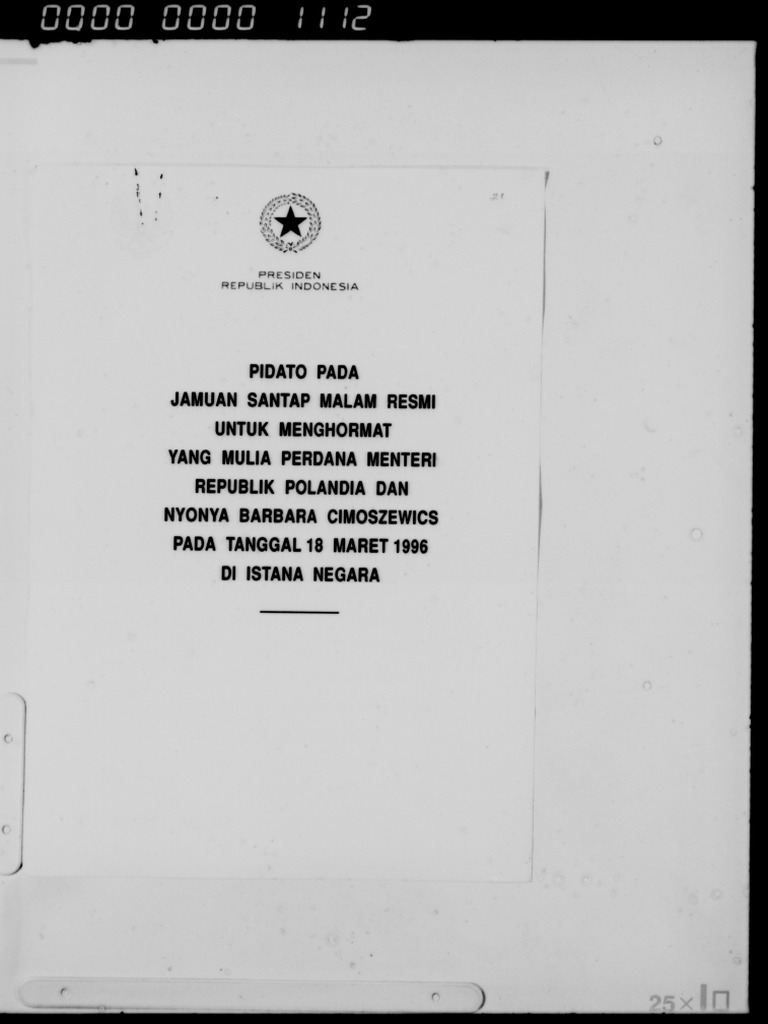 0000 0000 1112
21
PRESIDEN
REPUBLIK INDONESIA
PIDATO PADA
JAMUAN SANTAP MALAM RESMI
UNTUK MENGHORMAT
YANG MULIA PERDANA MENTERI
REPUBLIK POLANDIA DAN
NYONYA BARBARA CIMOSZEWICS
PADA TANGGAL 18 MARET 1996
DI ISTANA NEGARA
25×